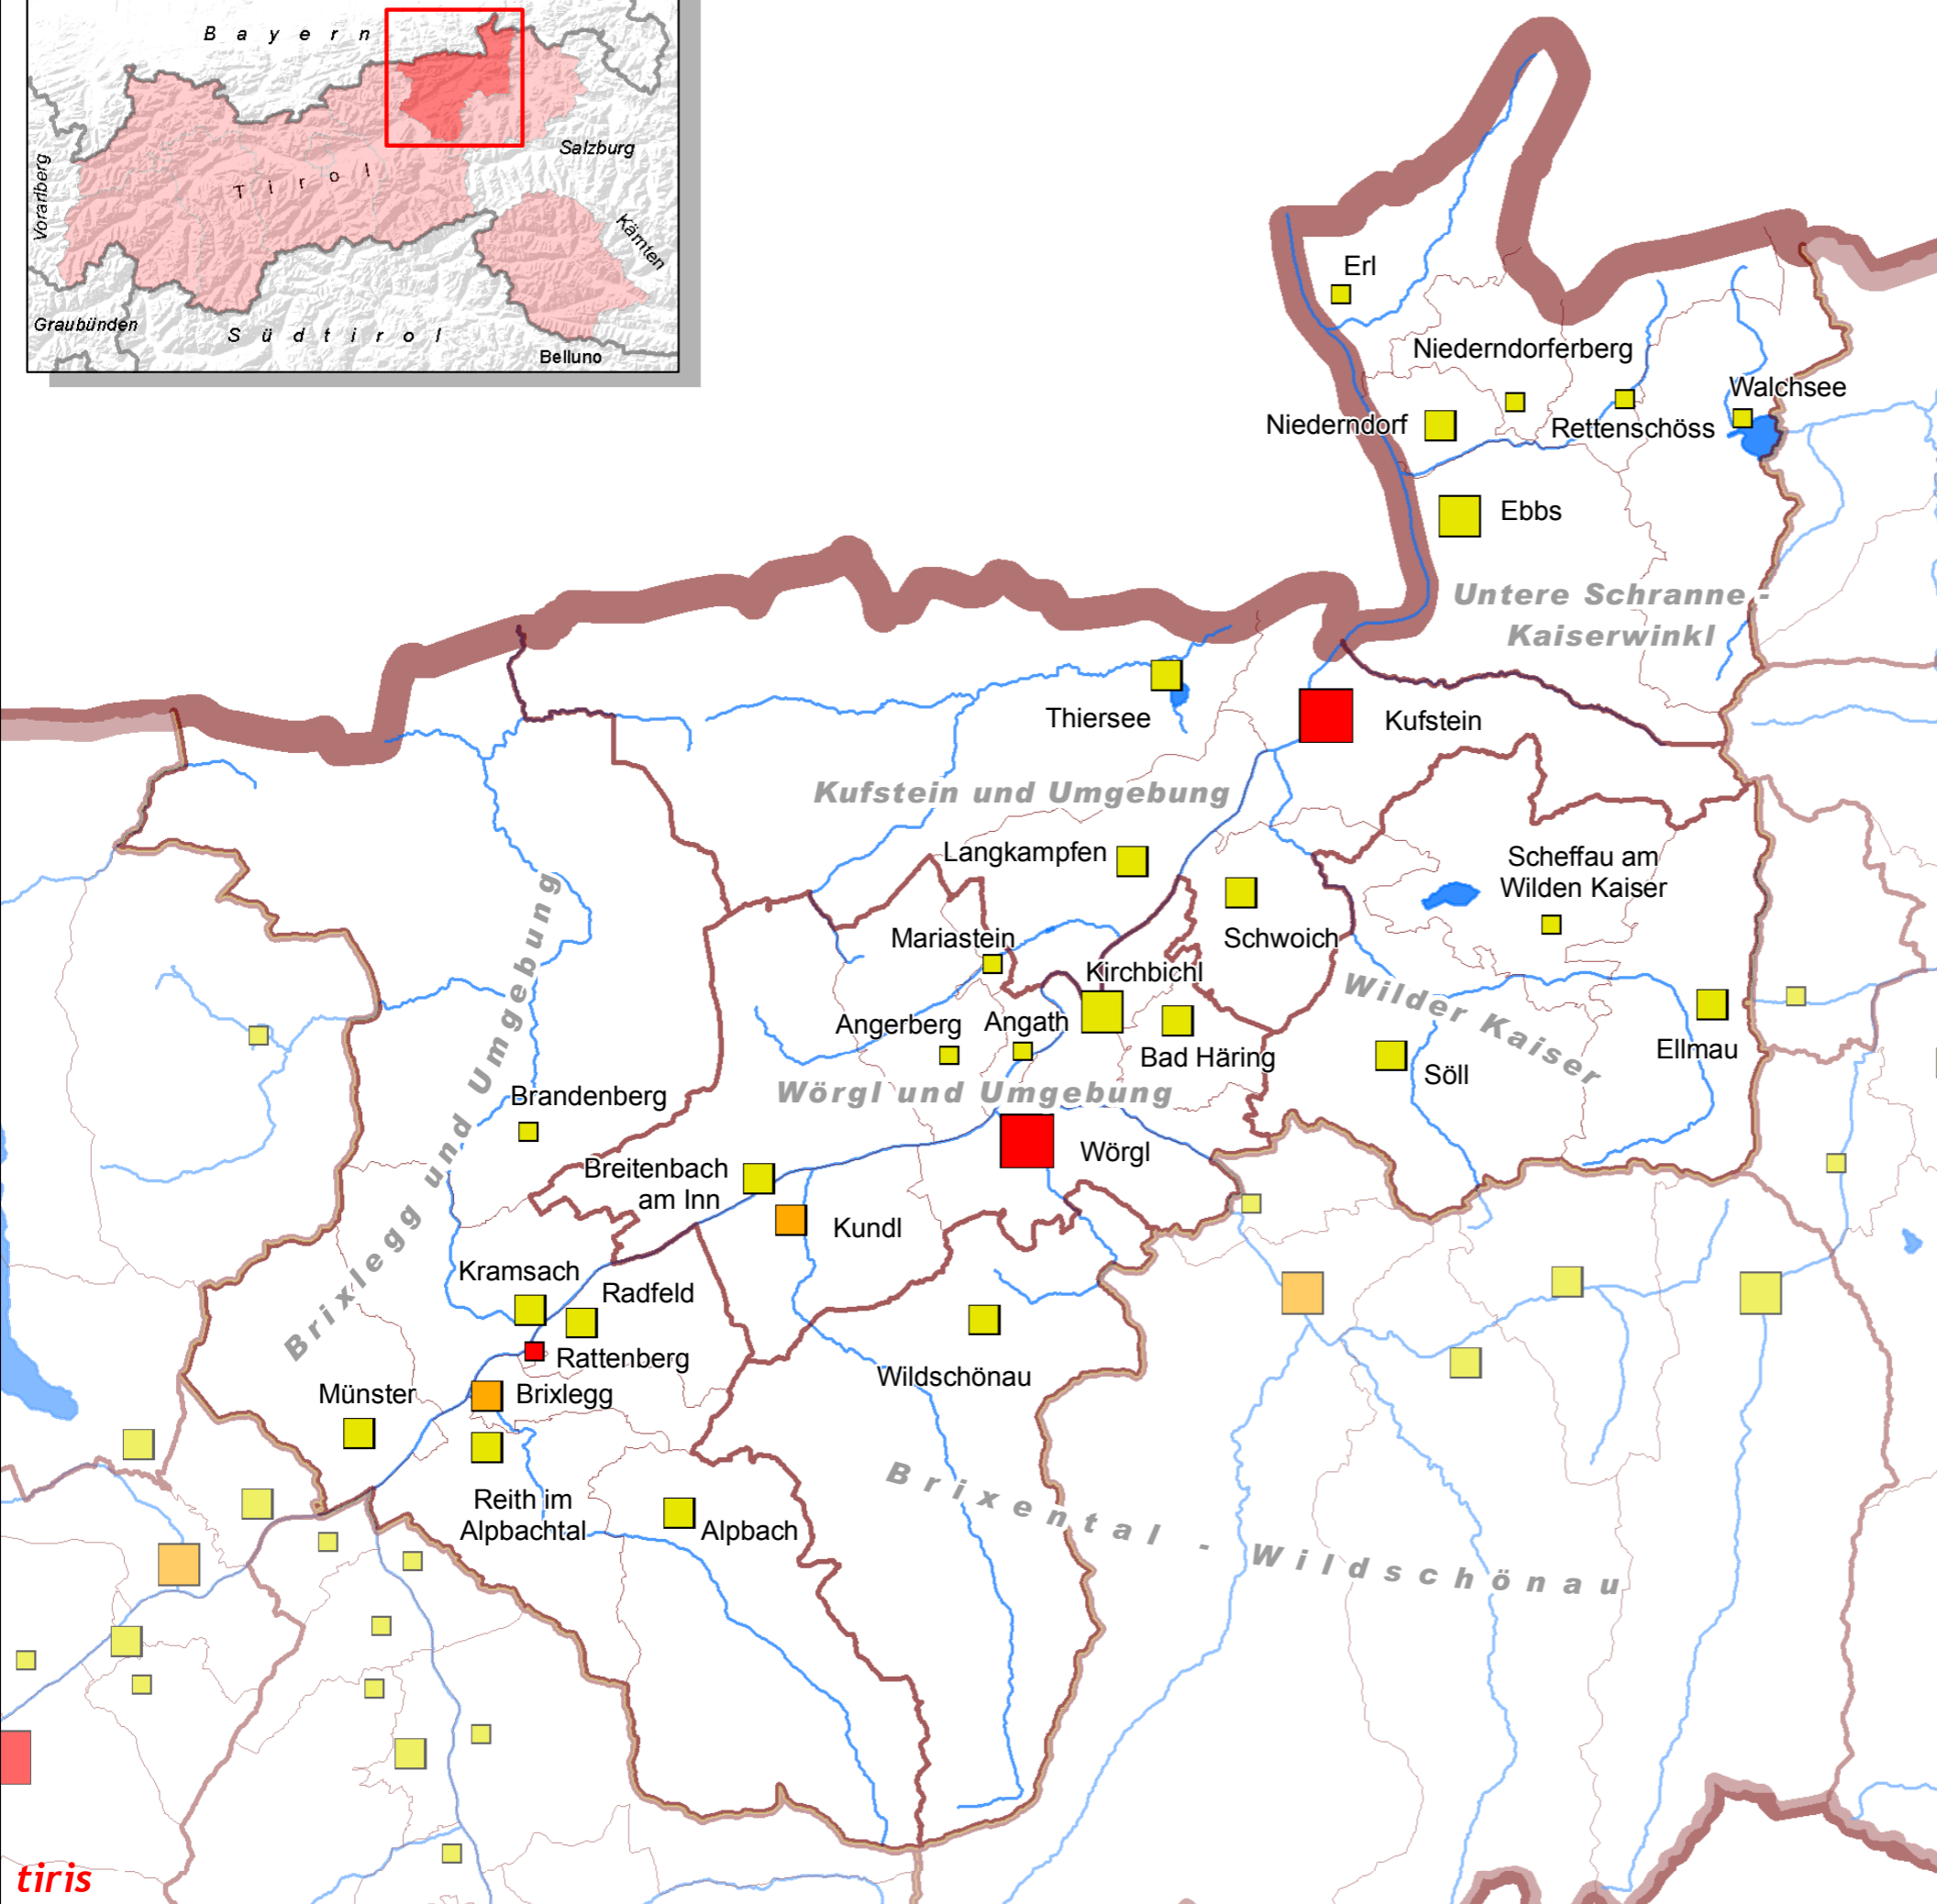 Bayern
Salzburg
Vorarlberg
Tirol
Kärnten
Graubünden
Südtirol
Belluno
Erl
Niederndorferberg
Walchsee
Niederndorf
Rettenschöss
Ebbs
Untere Schranne -
Kaiserwinkl
Thiersee
Kufstein
Kufstein und Umgebung
Langkampfen
Scheffau am
Wilden Kaiser
Mariastein
Schwoich
Kirchbichl
Wilder Kaiser
Angerberg
Angath
Bad Häring
Ellmau
Söll
Brixlegg und Umgebung
Brandenberg
Wörgl und Umgebung
Wörgl
Breitenbach
am Inn
Kundl
Kramsach
Radfeld
Rattenberg
Wildschönau
Münster
Brixlegg
Reith im
Alpbachtal
Alpbach
Brixental - Wildschönau
tiris